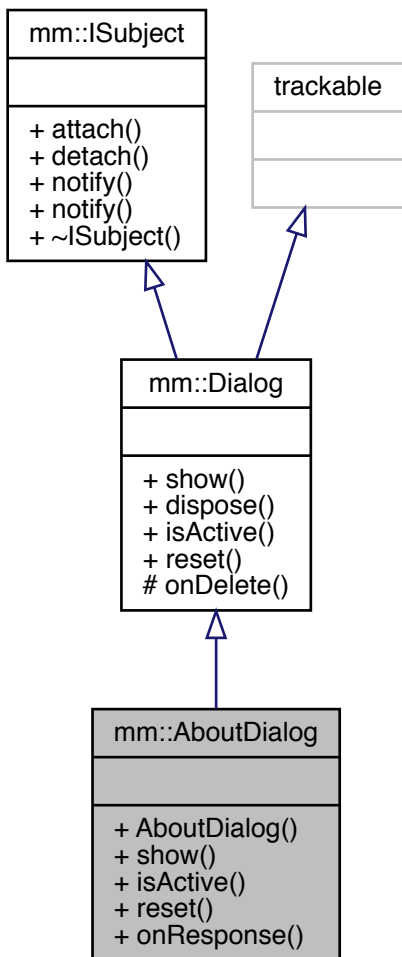 mm::ISubject
+ attach()
+ detach()
+ notify()
+ notify()
+ ~ISubject()
trackable
mm::Dialog
+ show()
+ dispose()
+ isActive()
+ reset()
# onDelete()
mm::AboutDialog
+ AboutDialog()
+ show()
+ isActive()
+ reset()
+ onResponse()